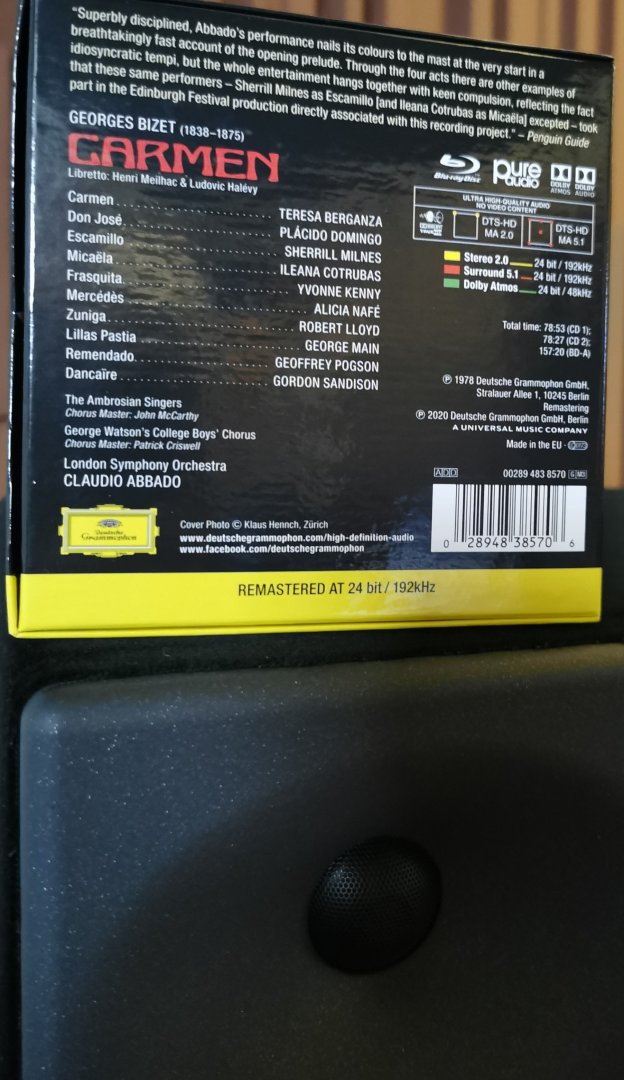 “Superbly disciplined, Abbado’s performance nails its colours to the mast at the very start in a
breathtakingly fast account of the opening prelude. Through the four acts there are other examples of
idiosyncratic tempi, but the whole entertainment hangs together with keen compulsion, reflecting the fact
that these same performers – Sherrill Milnes as Escamillo [and Ileana Cotrubas as Micaëla] excepted – took
part in the Edinburgh Festival production directly associated with this recording project.” – Penguin Guide
GEORGES BIZET (1838–1875)
CARMEN
Libretto: Henri Meilhac & Ludovic Halévy
Carmen TERESA BERGANZA
Don José PLÁCIDO DOMINGO
Escamillo SHERRILL MILNES
Micaëla ILEANA COTRUBAS
Frasquita YVONNE KENNY
Mercédès ALICIA NAFÉ
Zuniga ROBERT LLOYD
Lillas Pastia GEORGE MAIN
Remendado GEOFFREY POGSON
Dancaïre GORDON SANDISON
The Ambrosian Singers
Chorus Master: John McCarthy
George Watson’s College Boys’ Chorus
Chorus Master: Patrick Criswell
London Symphony Orchestra
CLAUDIO ABBADO
Deutsche
Grammophon
Cover Photo © Klaus Hennch, Zürich
www.deutschegrammophon.com/high-definition-audio
www.facebook.com/deutschegrammophon
Blu-ray Disc
pure
audio
DOLBY
ATMOS
DOLBY
AUDIO
ULTRA HIGH-QUALITY AUDIO
NO VIDEO CONTENT
DTS-HD
MA 2.0
DTS-HD
MA 5.1
Stereo 2.0 24 bit / 192kHz
Surround 5.1 24 bit / 192kHz
Dolby Atmos 24 bit / 48kHz
Total time: 78:53 (CD 1);
78:27 (CD 2);
157:20 (BD-A)
℗ 1978 Deutsche Grammophon GmbH,
Stralauer Allee 1, 10245 Berlin
Remastering
℗ 2020 Deutsche Grammophon GmbH, Berlin
A UNIVERSAL MUSIC COMPANY
Made in the EU
ADD 00289 483 8570
0 28948 38570 6
REMASTERED AT 24 bit / 192kHz